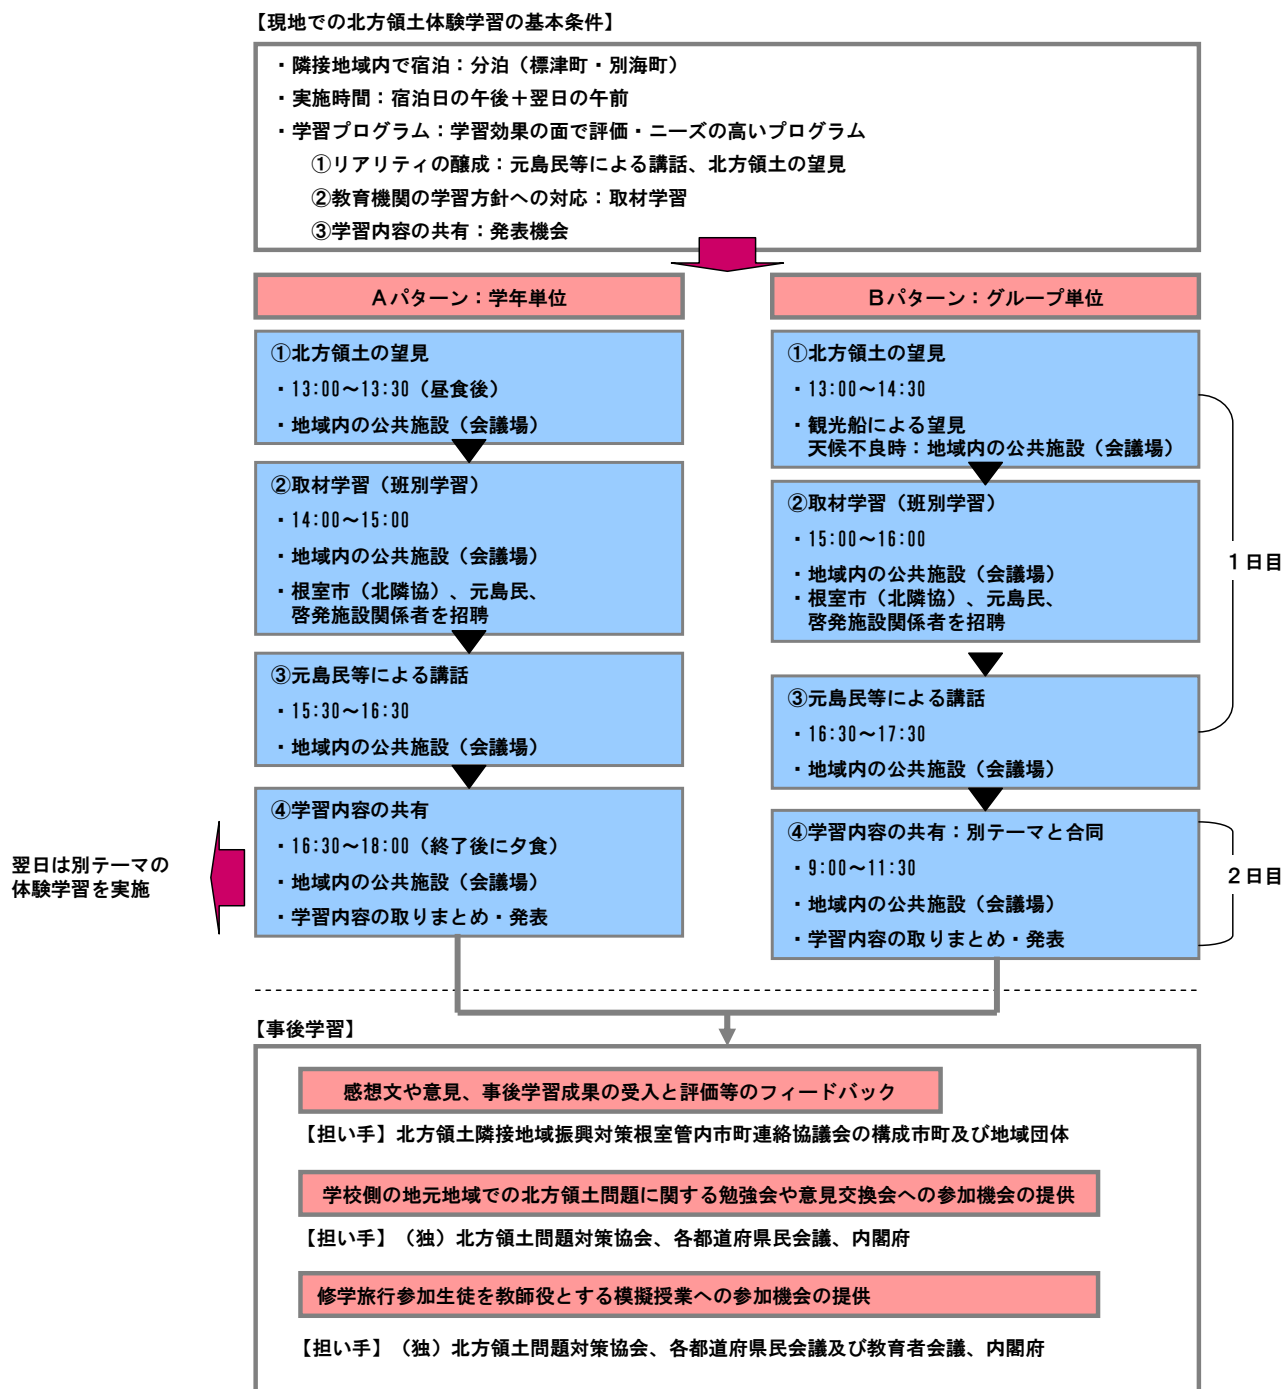 【現地での北方領土体験学習の基本条件】
・隣接地域内で宿泊：分泊（標津町・別海町）
・実施時間：宿泊日の午後＋翌日の午前
・学習プログラム：学習効果の面で評価・ニーズの高いプログラム
①リアリティの醸成：元島民等による講話、北方領土の望見
②教育機関の学習方針への対応：取材学習
③学習内容の共有：発表機会
Aパターン：学年単位
①北方領土の望見
・13:00～13:30（昼食後）
・地域内の公共施設（会議場）
②取材学習（班別学習）
・14:00～15:00
・地域内の公共施設（会議場）
・根室市（北隣協）、元島民、
啓発施設関係者を招聘
③元島民等による講話
・15:30～16:30
・地域内の公共施設（会議場）
④学習内容の共有
・16:30～18:00（終了後に夕食）
・地域内の公共施設（会議場）
・学習内容の取りまとめ・発表
翌日は別テーマの
体験学習を実施
Bパターン：グループ単位
①北方領土の望見
・13:00～14:30
・観光船による望見
天候不良時：地域内の公共施設（会議場）
②取材学習（班別学習）
・15:00～16:00
・地域内の公共施設（会議場）
・根室市（北隣協）、元島民、
啓発施設関係者を招聘
③元島民等による講話
・16:30～17:30
・地域内の公共施設（会議場）
1日目
④学習内容の共有：別テーマと合同
・9:00～11:30
・地域内の公共施設（会議場）
・学習内容の取りまとめ・発表
2日目
【事後学習】
感想文や意見、事後学習成果の受入と評価等のフィードバック
【担い手】北方領土隣接地域振興対策根室管内市町連絡協議会の構成市町及び地域団体
学校側の地元地域での北方領土問題に関する勉強会や意見交換会への参加機会の提供
【担い手】（独）北方領土問題対策協会、各都道府県民会議、内閣府
修学旅行参加生徒を教師役とする模擬授業への参加機会の提供
【担い手】（独）北方領土問題対策協会、各都道府県民会議及び教育者会議、内閣府